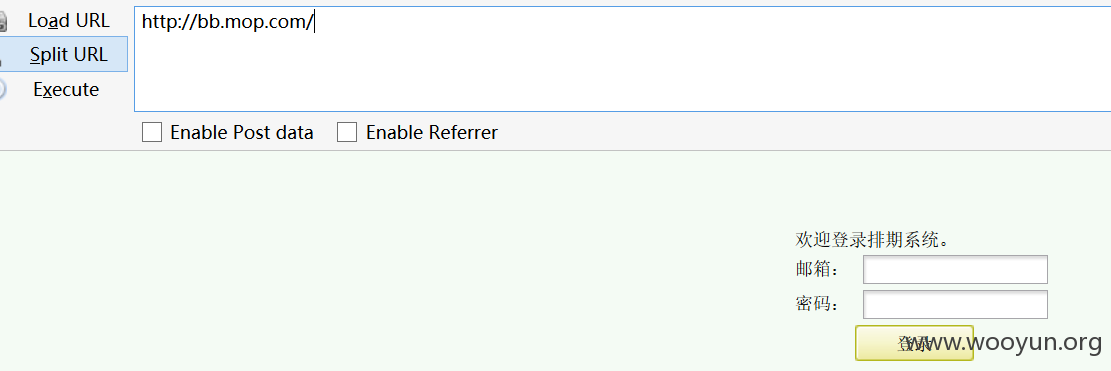 Load URL
http://bb.mop.com/
Split URL
Execute
Enable Post data
Enable Referrer
欢迎登录排期系统。
邮箱：
密码：
登录
www.wooyun.org